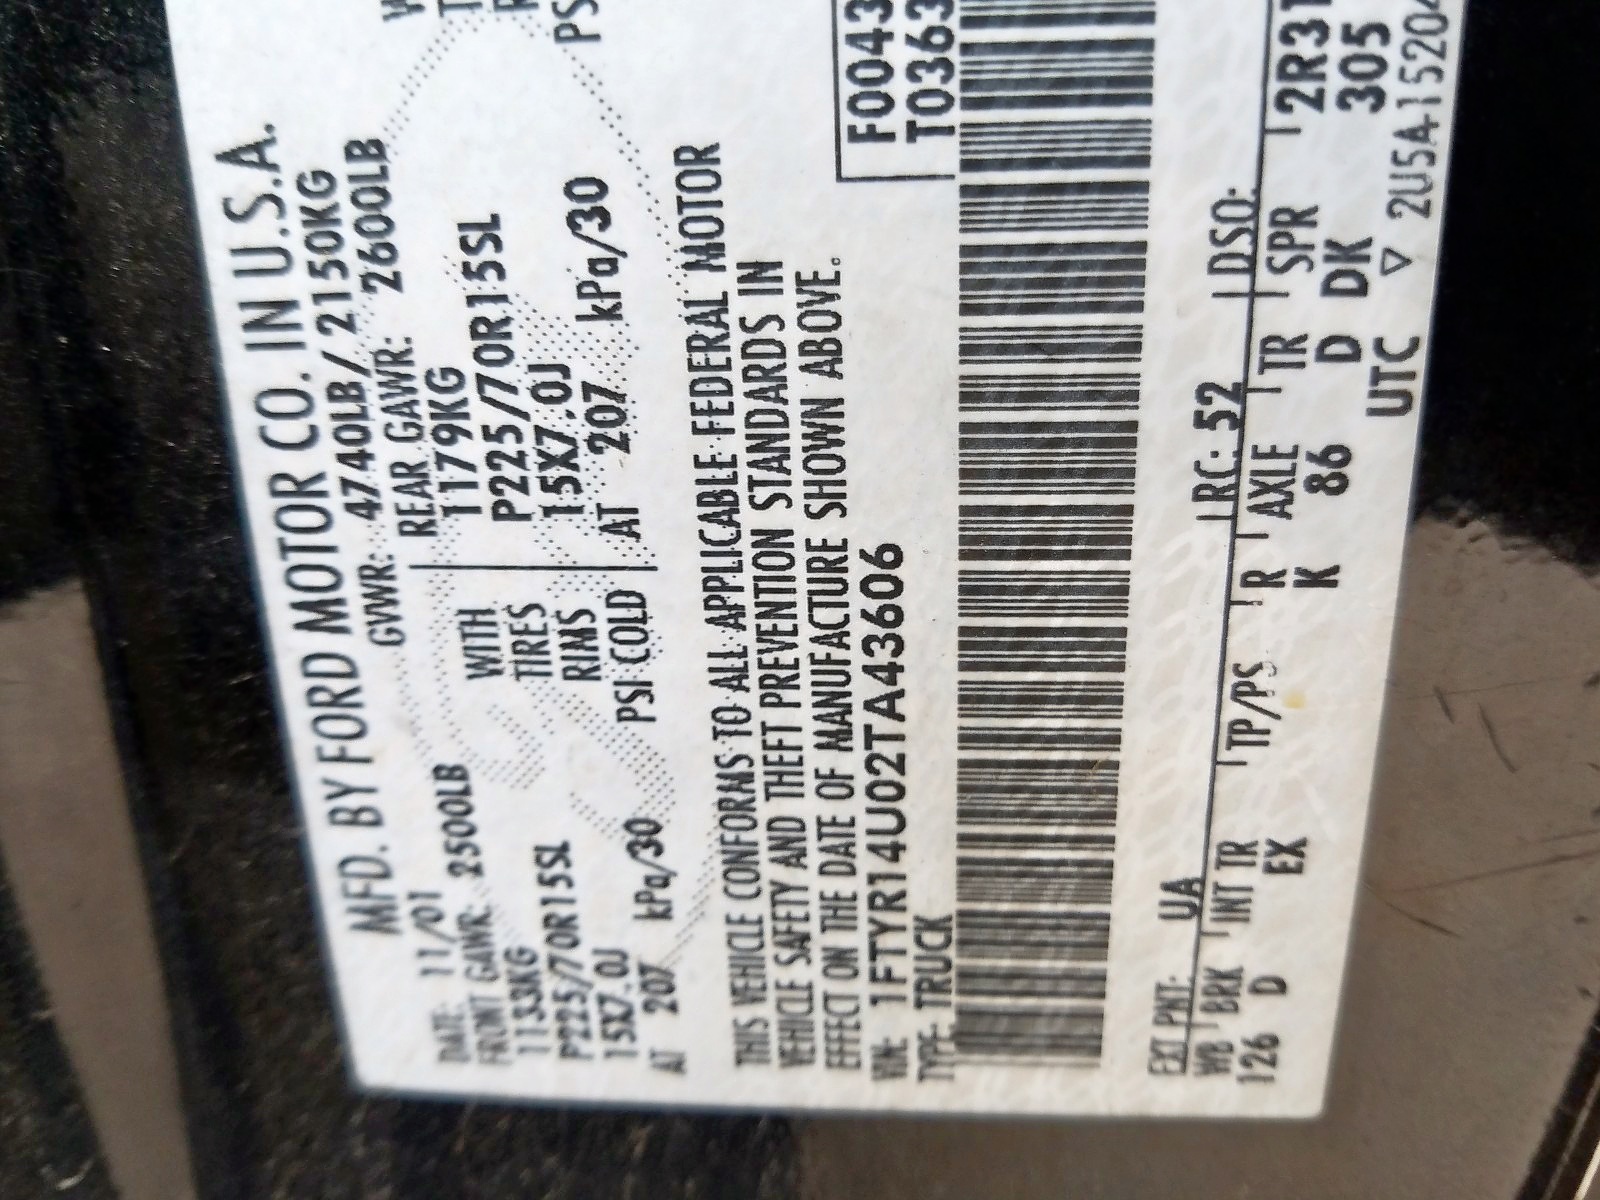 MFD. BY FORD MOTOR CO. IN U.S.A.
DATE: 11/01 GVWR: 4740LB / 2150KG
FRONT GAWR: 2500LB REAR GAWR: 2600LB
1133KG WITH 1179KG
P225/70R15SL TIRES P225/70R15SL
15X7.0J RIMS 15X7.0J
AT 207 kPa/30 PSI COLD AT 207 kPa/30 PS
THIS VEHICLE CONFORMS TO ALL APPLICABLE FEDERAL MOTOR
VEHICLE SAFETY AND THEFT PREVENTION STANDARDS IN
EFFECT ON THE DATE OF MANUFACTURE SHOWN ABOVE.
VIN: 1FTYR14U02TA43606 F0043
TYPE: TRUCK T0363
EXT PNT: UA RC: 52 DSO:
WB BRK INT TR TP/PS R AXLE TR SPR 2R31
126 D EX K 86 D DK 305
UTC ▽ 2U5A-15204